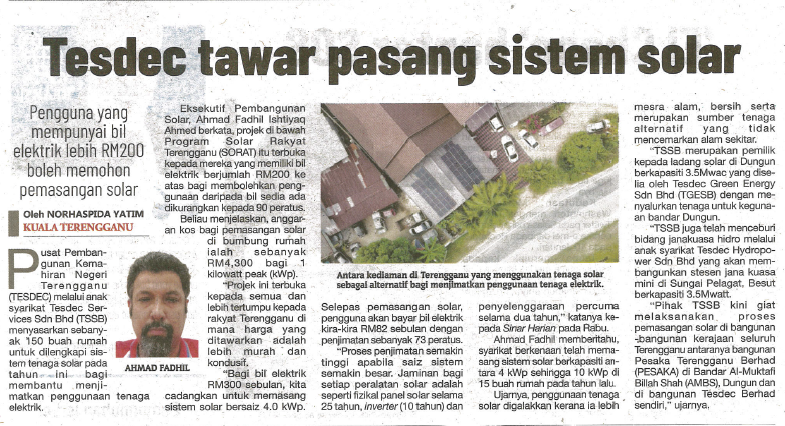 Tesdec tawar pasang sistem solar
Pengguna yang
mempunyai bil
elektrik lebih RM200
boleh memohon
pemasangan solar
Oleh NORHASPIDA YATIM
KUALA TERENGGANU
Pusat Pemban-
gunan Kema-
hiran Negeri
Terengganu
(TESDEC) melalui anak
syarikat Tesdec Ser-
vices Sdn Bhd (TSSB)
menyasarkan sebany-
ak 150 buah rumah
untuk dilengkapi sis-
tem tenaga solar pada
tahun ini bagi
membantu menji-
matkan penggunaan tenaga
elektrik.
Eksekutif Pembangunan
Solar, Ahmad Fadhil Ishtiyaq
Ahmed berkata, projek di bawah
Program Solar Rakyat
Terengganu (SORAT) itu terbuka
kepada mereka yang memiliki bil
elektrik berjumlah RM200 ke
atas bagi membolehkan peng-
gunaan daripada bil sedia ada
dikurangkan kepada 90 peratus.
Beliau menjelaskan, anggar-
an kos bagi pemasangan solar
di bumbung rumah
ialah sebanyak
RM4,300 bagi 1
kilowatt peak (kWp).
"Projek ini terbuka
kepada semua dan
lebih tertumpu kepada
rakyat Terengganu di
mana harga yang
ditawarkan adalah
lebih murah dan
kondusif.
"Bagi bil elektrik
RM300 sebulan, kita
cadangkan untuk memasang
sistem solar bersaiz 4.0 kWp.
AHMAD FADHIL
Antara kediaman di Terengganu yang menggunakan tenaga solar
sebagai alternatif bagi menjimatkan penggunaan tenaga elektrik.
Selepas pemasangan solar,
pengguna akan bayar bil elektrik
kira-kira RM82 sebulan dengan
penjimatan sebanyak 73 peratus.
"Proses penjimatan semakin
tinggi apabila saiz sistem
semakin besar. Jaminan bagi
setiap peralatan solar adalah
seperti fizikal panel solar selama
25 tahun, inverter (10 tahun) dan
penyelenggaraan percuma
selama dua tahun," katanya ke-
pada Sinar Harian pada Rabu.
Ahmad Fadhil memberitahu,
syarikat berkenaan telah mema-
sang sistem solar berkapasiti an-
tara 4 kWp sehingga 10 kWp di
15 buah rumah pada tahun lalu.
Ujarnya, penggunaan tenaga
solar digalakkan kerana ia lebih
mesra alam, bersih serta
merupakan sumber tenaga
alternatif yang tidak
mencemarkan alam sekitar.
"TSSB merupakan pemilik
kepada ladang solar di Dungun
berkapasiti 3.5Mwac yang dise-
lia oleh Tesdec Green Energy
Sdn Bhd (TGESB) dengan me-
nyalurkan tenaga untuk keguna-
an bandar Dungun.
"TSSB juga telah menceburi
bidang janakuasa hidro melalui
anak syarikat Tesdec Hydropo-
wer Sdn Bhd yang akan mem-
bangunkan stesen jana kuasa
mini di Sungai Pelagat, Besut
berkapasiti 3.5Mwatt.
"Pihak TSSB kini giat
melaksanakan proses
pemasangan solar di bangunan
-bangunan kerajaan seluruh
Terengganu antaranya bangunan
Pesaka Terengganu Berhad
(PESAKA) di Bandar Al-Muktafi
Billah Shah (AMBS), Dungun dan
di bangunan Tesdec Berhad
sendiri," ujarnya.